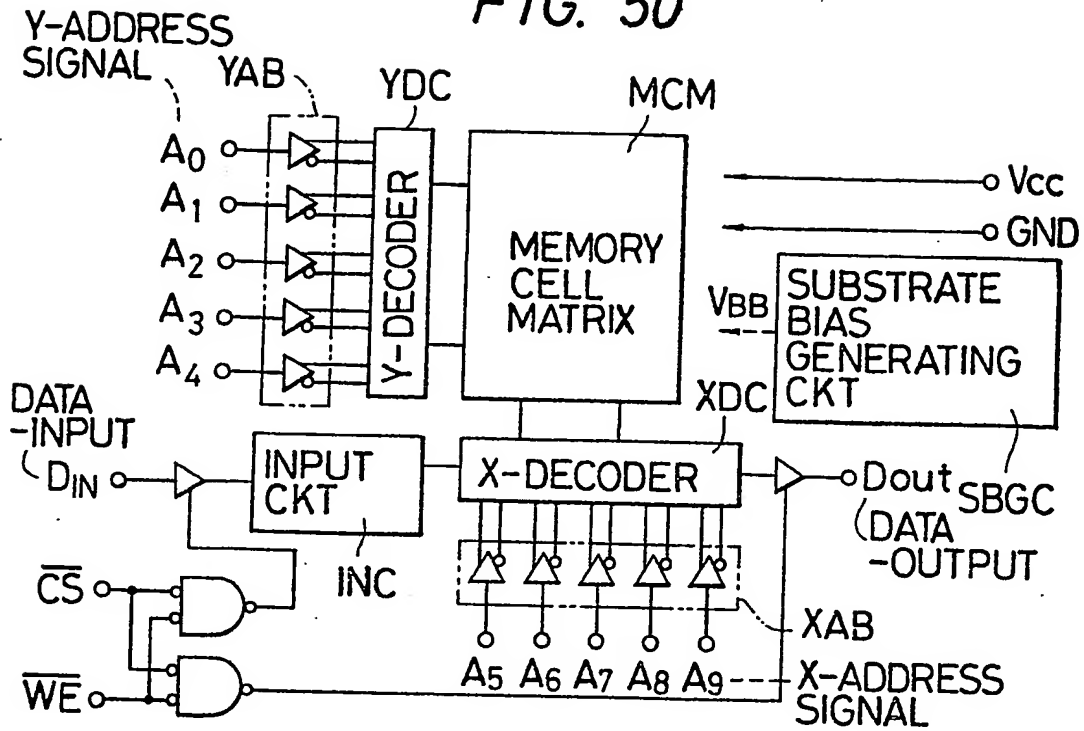 FIG. 50
Y-ADDRESS
SIGNAL
YAB
YDC
MCM
A0
A1
A2
A3
A4
Y-DECODER
MEMORY
CELL
MATRIX
Vcc
GND
VBB
SUBSTRATE
BIAS
GENERATING
CKT
SBGC
DATA
-INPUT
DIN
INPUT
CKT
INC
XDC
X-DECODER
Dout
DATA
-OUTPUT
C̅S̅
W̅E̅
XAB
A5 A6 A7 A8 A9
X-ADDRESS
SIGNAL